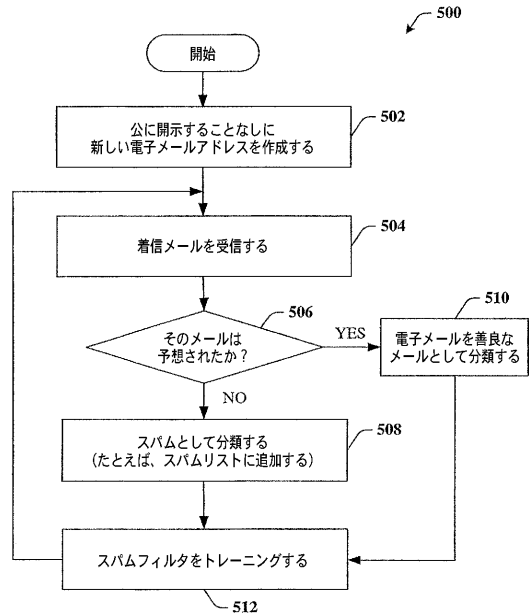 500
開始
公に開示することなしに
新しい電子メールアドレスを作成する
502
着信メールを受信する
504
そのメールは
予想されたか？
506
YES
510
電子メールを善良な
メールとして分類する
NO
スパムとして分類する
（たとえば、スパムリストに追加する）
508
スパムフィルタをトレーニングする
512